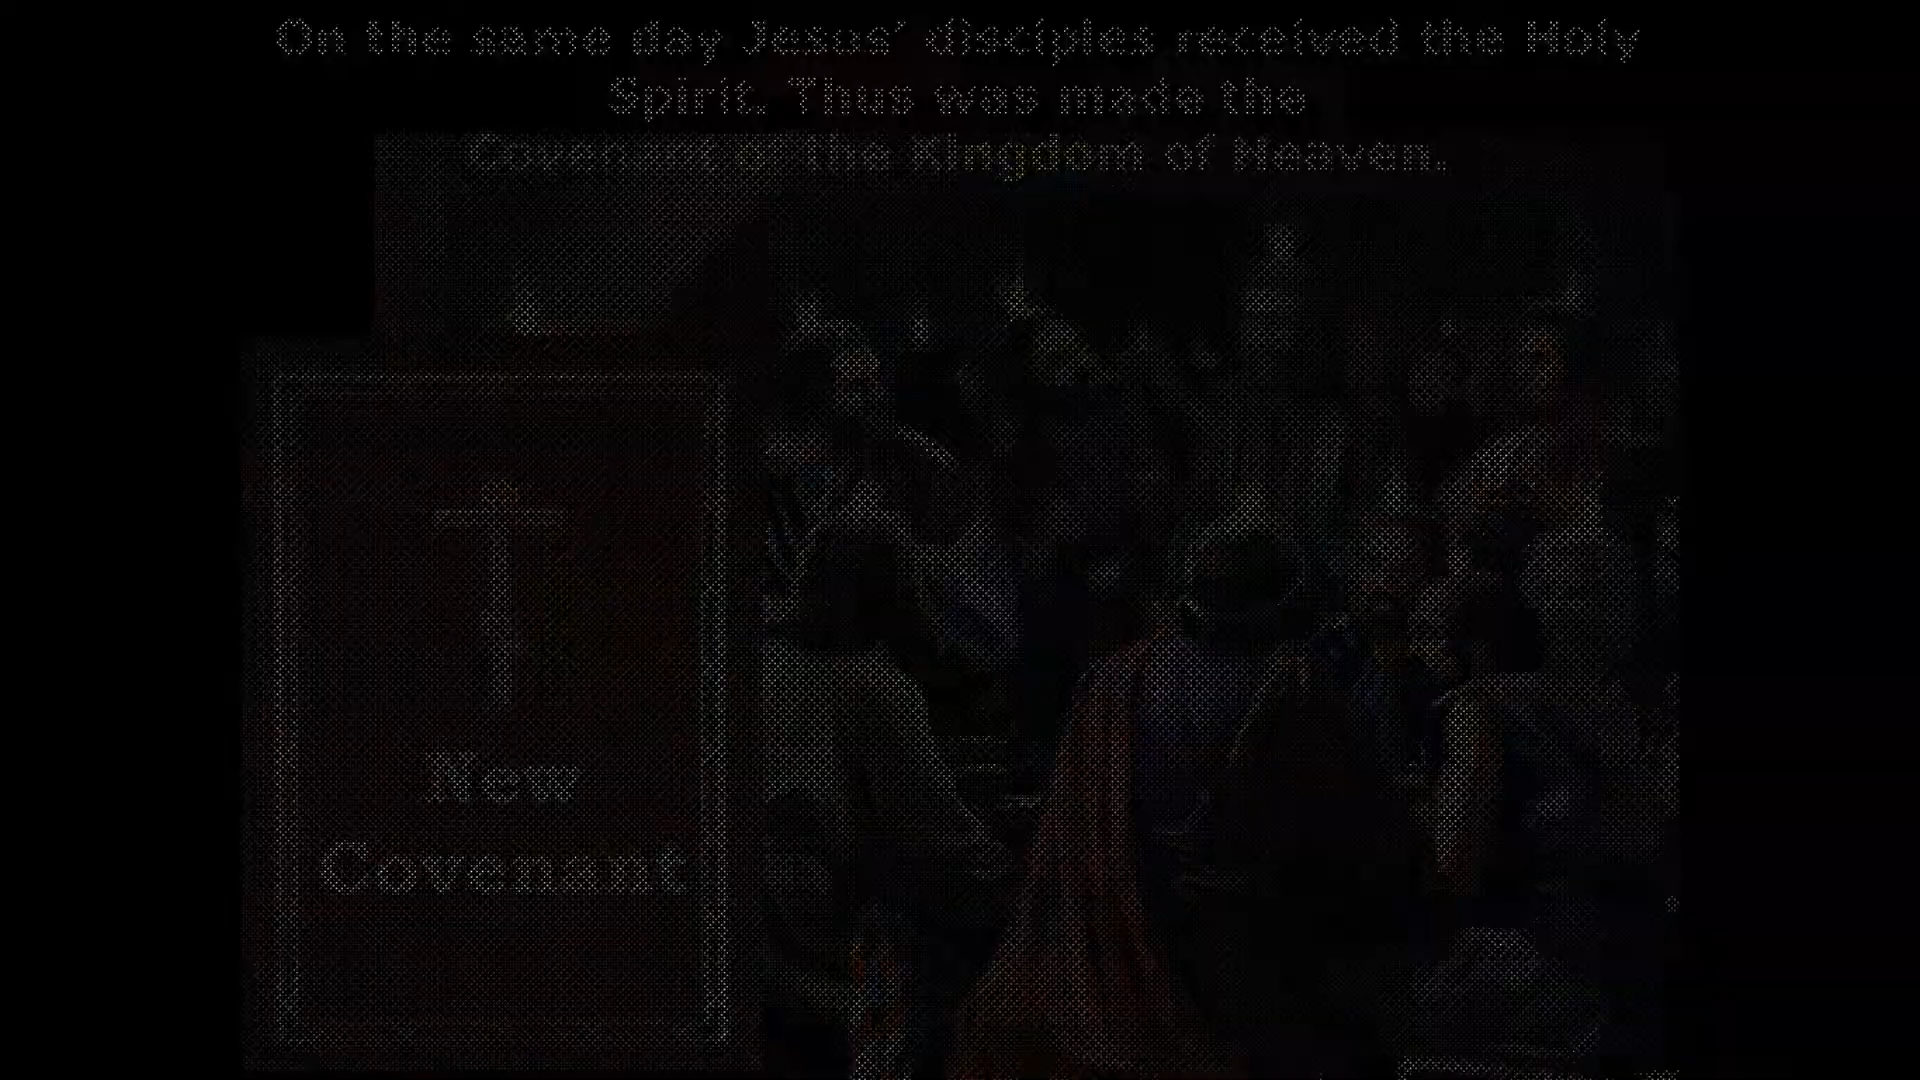 On the same day Jesus' disciples received the Holy
Spirit. Thus was made the
Covenant of the Kingdom of Heaven.
New
Covenant